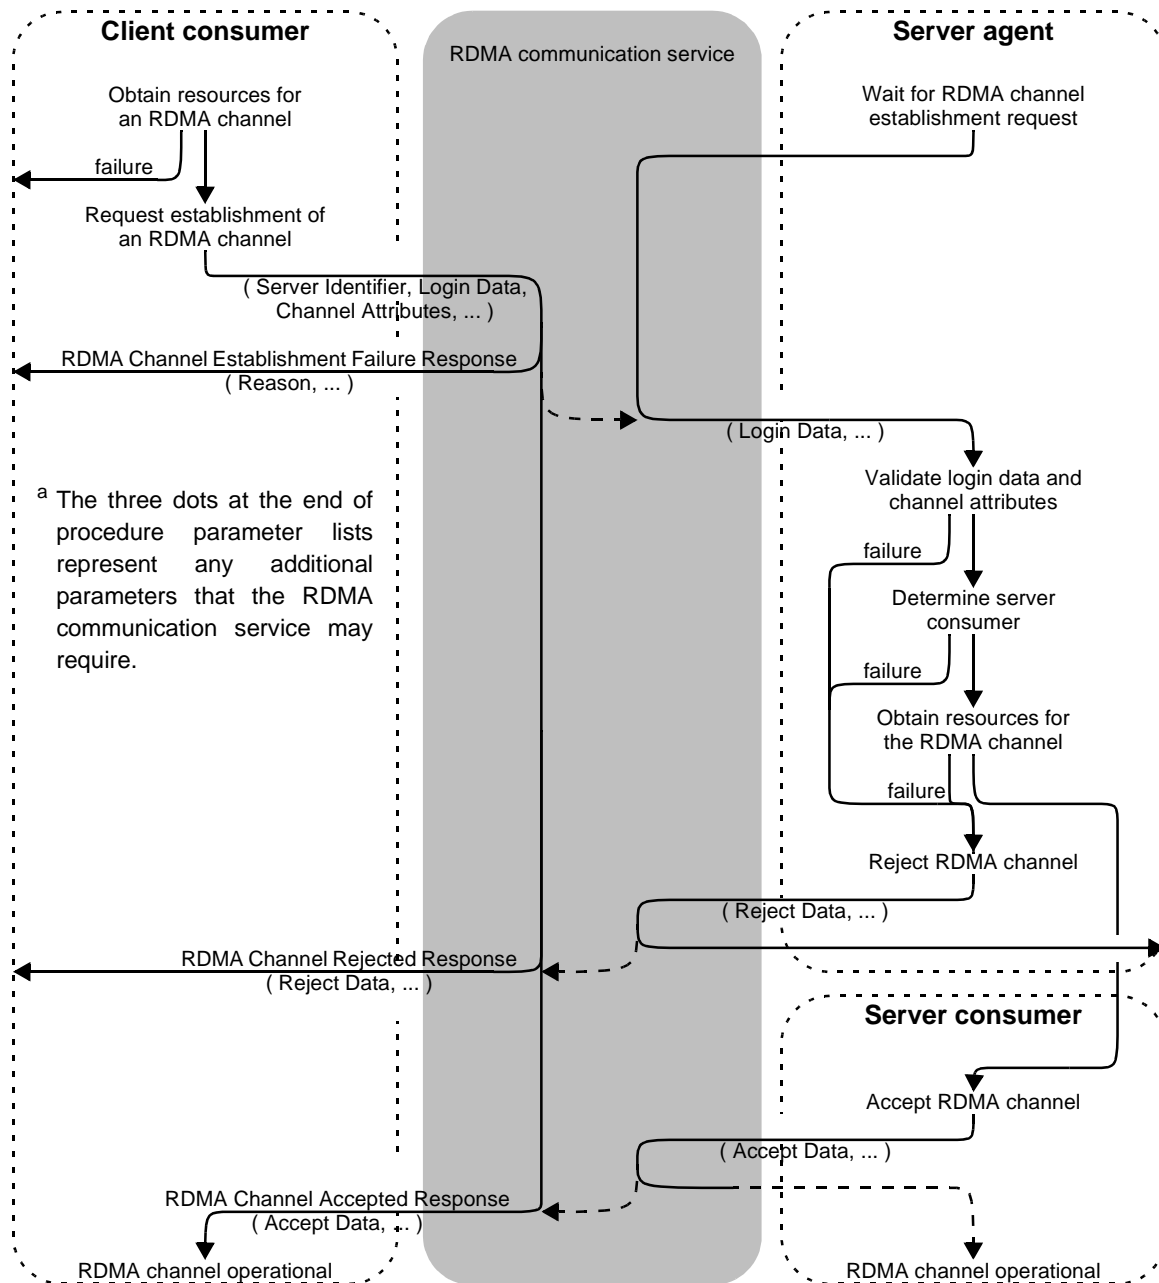 Client consumer
RDMA communication service
Server agent
Obtain resources for
an RDMA channel
Wait for RDMA channel
establishment request
failure
Request establishment of
an RDMA channel
( Server Identifier, Login Data,
Channel Attributes, ... )
RDMA Channel Establishment Failure Response
( Reason, ... )
( Login Data, ... )
Validate login data and
channel attributes
a The three dots at the end of
procedure parameter lists
represent any additional
parameters that the RDMA
communication service may
require.
failure
Determine server
consumer
failure
Obtain resources for
the RDMA channel
failure
Reject RDMA channel
( Reject Data, ... )
RDMA Channel Rejected Response
( Reject Data, ... )
Server consumer
Accept RDMA channel
( Accept Data, ... )
RDMA Channel Accepted Response
( Accept Data, ... )
RDMA channel operational
RDMA channel operational